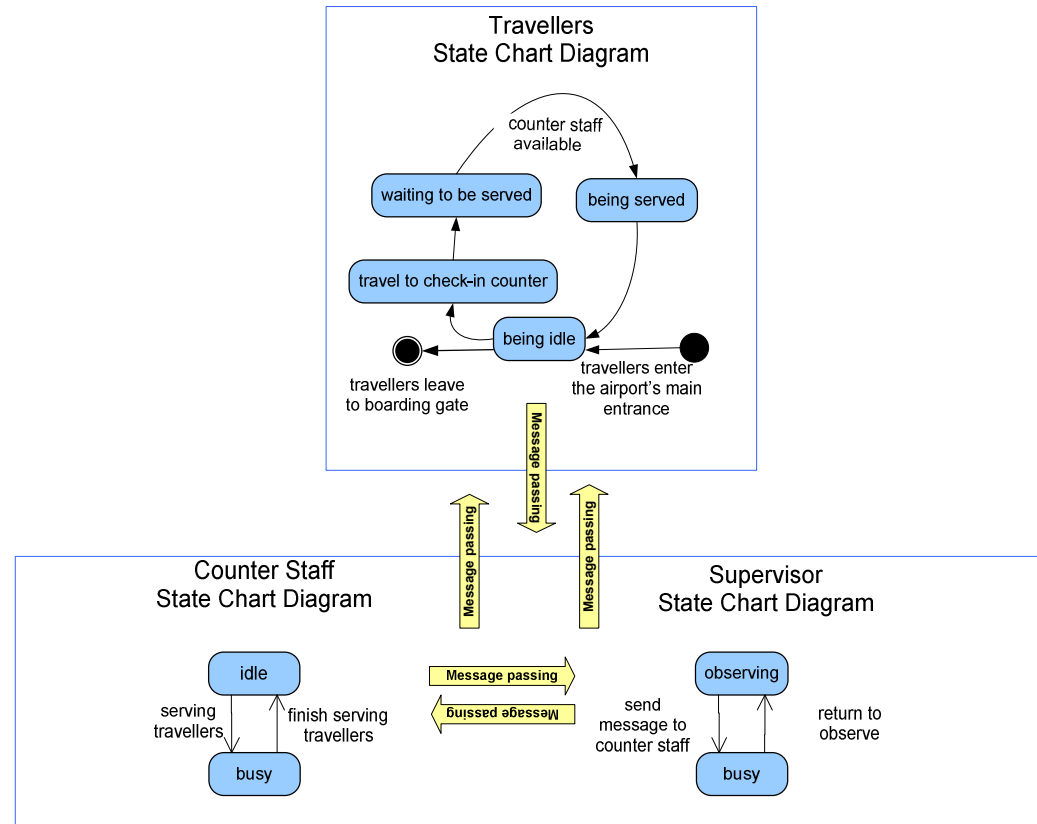 Travellers
State Chart Diagram
counter staff
available
waiting to be served
being served
travel to check-in counter
being idle
travellers leave
to boarding gate
travellers enter
the airport's main
entrance
Message passing
Message passing
Message passing
Counter Staff
State Chart Diagram
Supervisor
State Chart Diagram
idle
serving
travellers
finish serving
travellers
busy
Message passing
Message passing
observing
send
message to
counter staff
return to
observe
busy